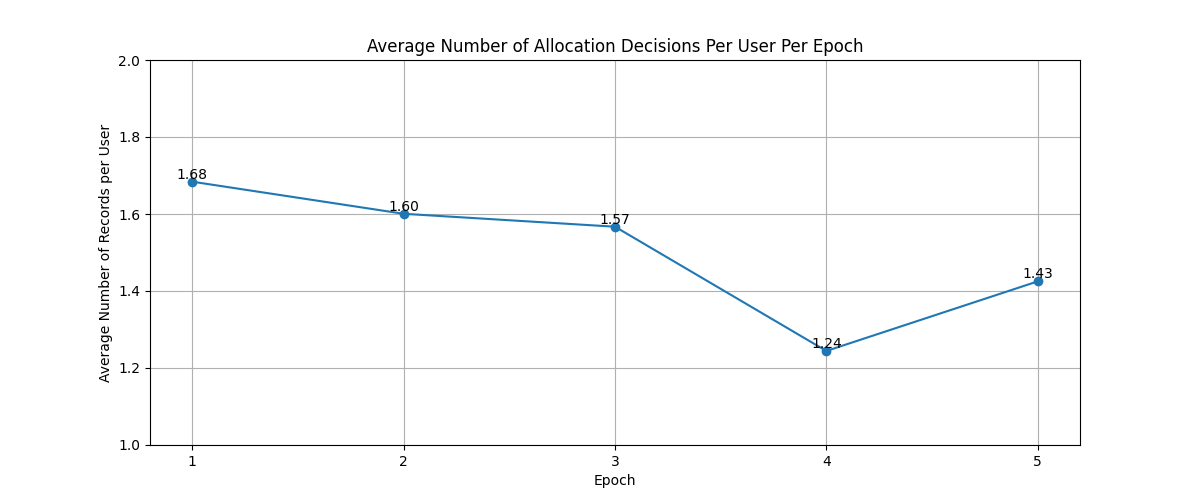 Average Number of Allocation Decisions Per User Per Epoch
Average Number of Records per User
2.0
1.8
1.6
1.4
1.2
1.0
1.68
1.60
1.57
1.24
1.43
1 2 3 4 5
Epoch